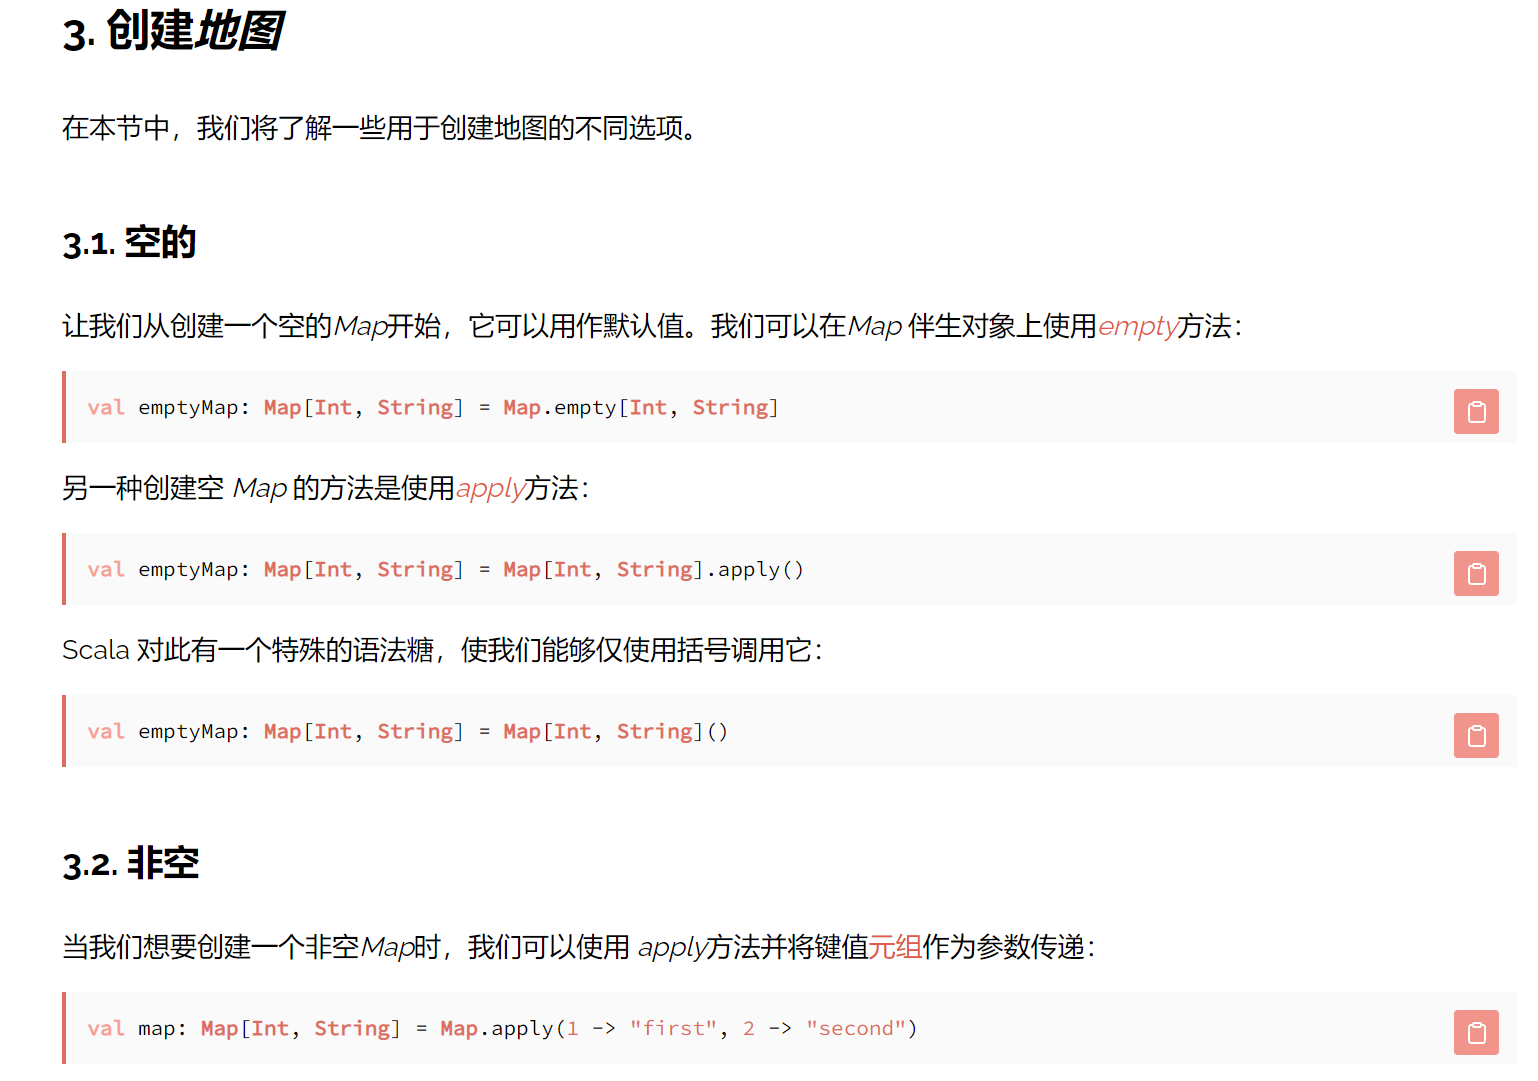 3. 创建地图
在本节中，我们将了解一些用于创建地图的不同选项。
3.1. 空的
让我们从创建一个空的Map开始，它可以用作默认值。我们可以在Map 伴生对象上使用empty方法：
val emptyMap: Map[Int, String] = Map.empty[Int, String]
另一种创建空 Map 的方法是使用apply方法：
val emptyMap: Map[Int, String] = Map[Int, String].apply()
Scala 对此有一个特殊的语法糖，使我们能够仅使用括号调用它：
val emptyMap: Map[Int, String] = Map[Int, String]()
3.2. 非空
当我们想要创建一个非空Map时，我们可以使用 apply方法并将键值元组作为参数传递：
val map: Map[Int, String] = Map.apply(1 -> "first", 2 -> "second")